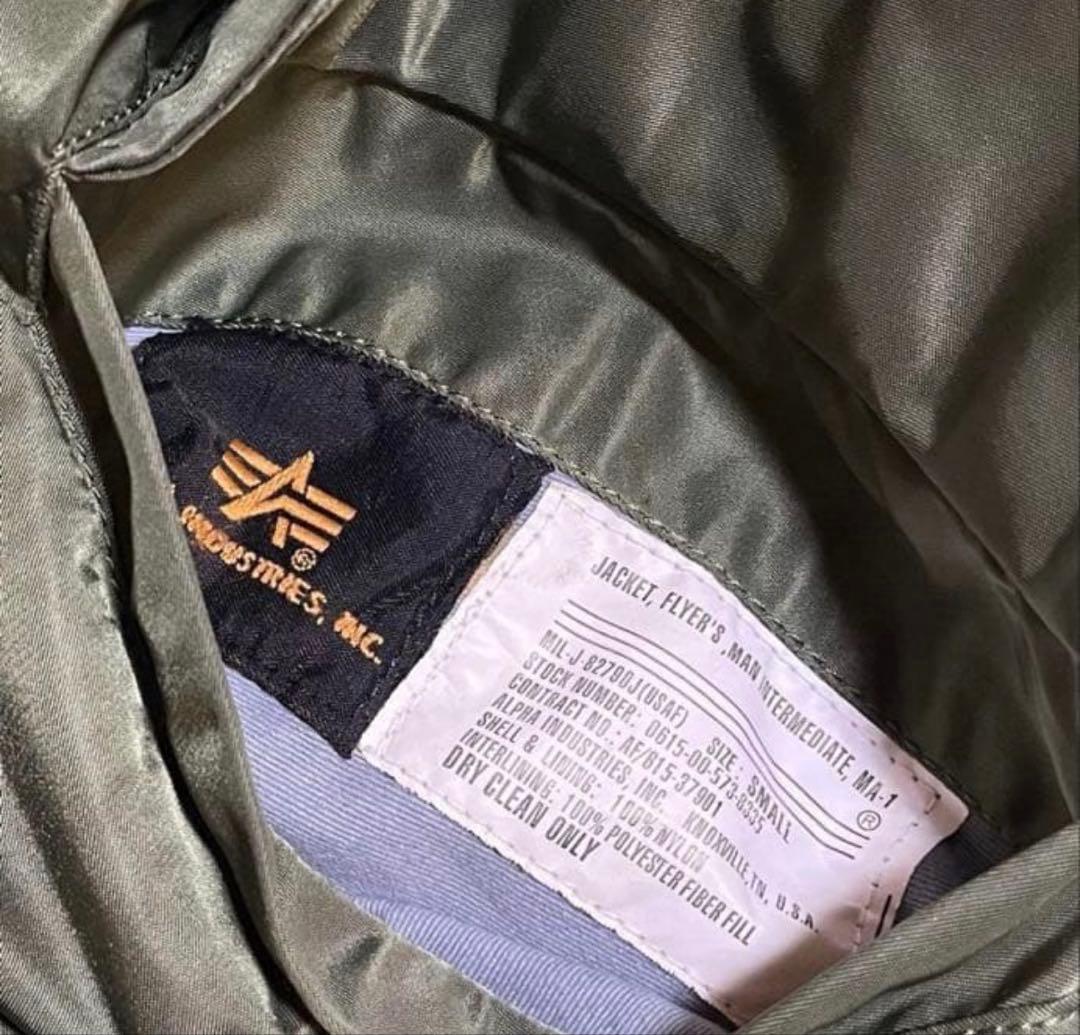 INDUSTRIES, INC.
JACKET, FLYER'S, MAN INTERMEDIATE, MA-1
®
MIL-J-8279OJ(USAF) SIZE: SMALL
STOCK NUMBER: 0615-00-573-8335
CONTRACT NO.: AF/815-37901
ALPHA INDUSTRIES, INC. KNOXVILLE, TN, U.S.A.
SHELL & LINING: 100% NYLON
INTERLINING: 100% POLYESTER FIBER FILL
DRY CLEAN ONLY